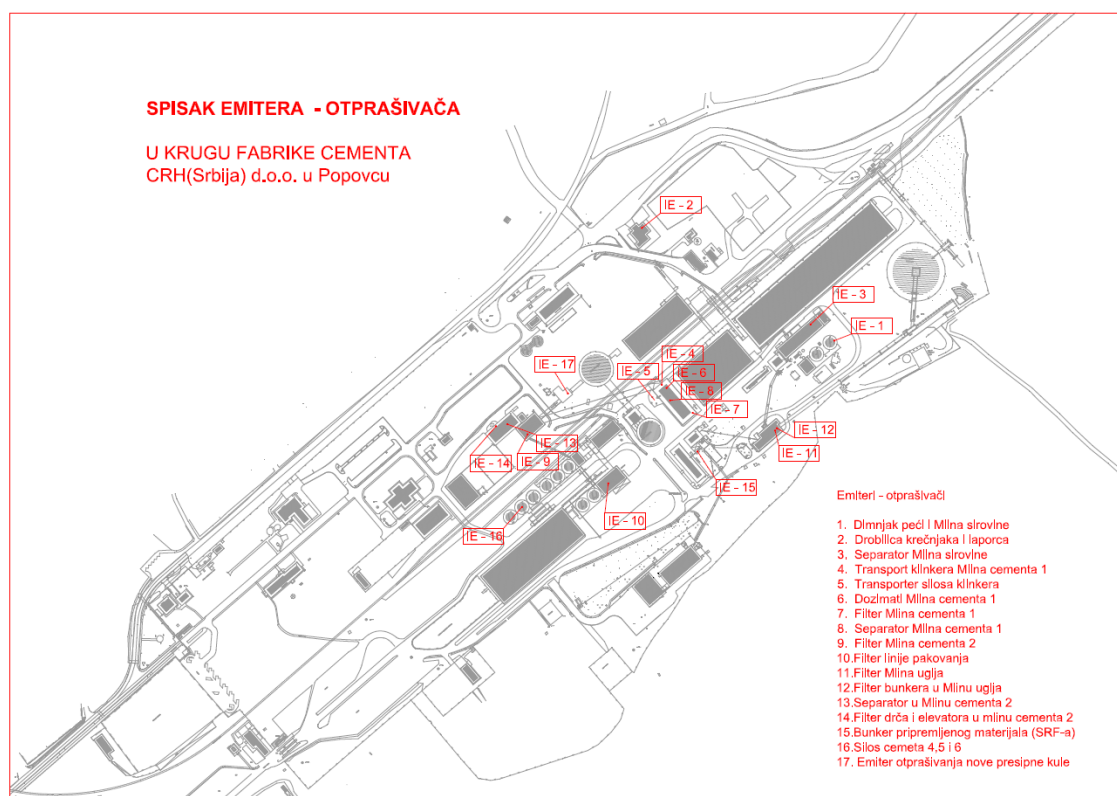 SPISAK EMITERA - OTPRAŠIVAČA
U KRUGU FABRIKE CEMENTA
CRH(Srbija) d.o.o. u Popovcu
IE - 2
IE - 3
IE - 1
IE - 4
IE - 17
IE - 5
IE - 6
IE - 8
IE - 7
IE - 12
IE - 13
IE - 11
IE - 14
IE - 9
IE - 15
IE - 10
IE - 16
Emiteri - otprašivači
1. Dimnjak peći i Mlina sirovine
2. Drobilica krečnjaka i laporca
3. Separator Mlina sirovine
4. Transport klinkera Mlina cementa 1
5. Transporter silosa klinkera
6. Dozimati Mlina cementa 1
7. Filter Mlina cementa 1
8. Separator Mlina cementa 1
9. Filter Mlina cementa 2
10.Filter linije pakovanja
11.Filter Mlina uglja
12.Filter bunkera u Mlinu uglja
13.Separator u Mlinu cementa 2
14.Filter drča i elevatora u mlinu cementa 2
15.Bunker pripremljenog materijala (SRF-a)
16.Silos cemeta 4,5 i 6
17. Emiter otprašivanja nove presipne kule